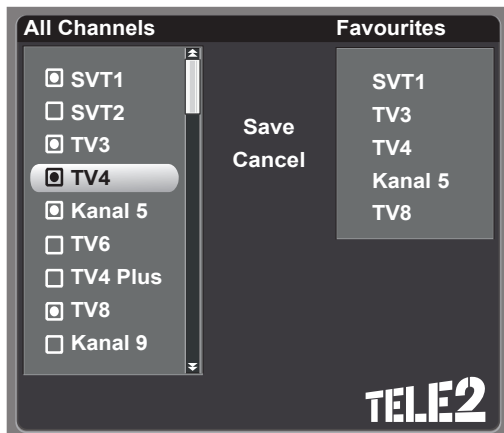 All Channels
SVT1
SVT2
TV3
TV4
Kanal 5
TV6
TV4 Plus
TV8
Kanal 9
Save
Cancel
Favourites
SVT1
TV3
TV4
Kanal 5
TV8
TELE2